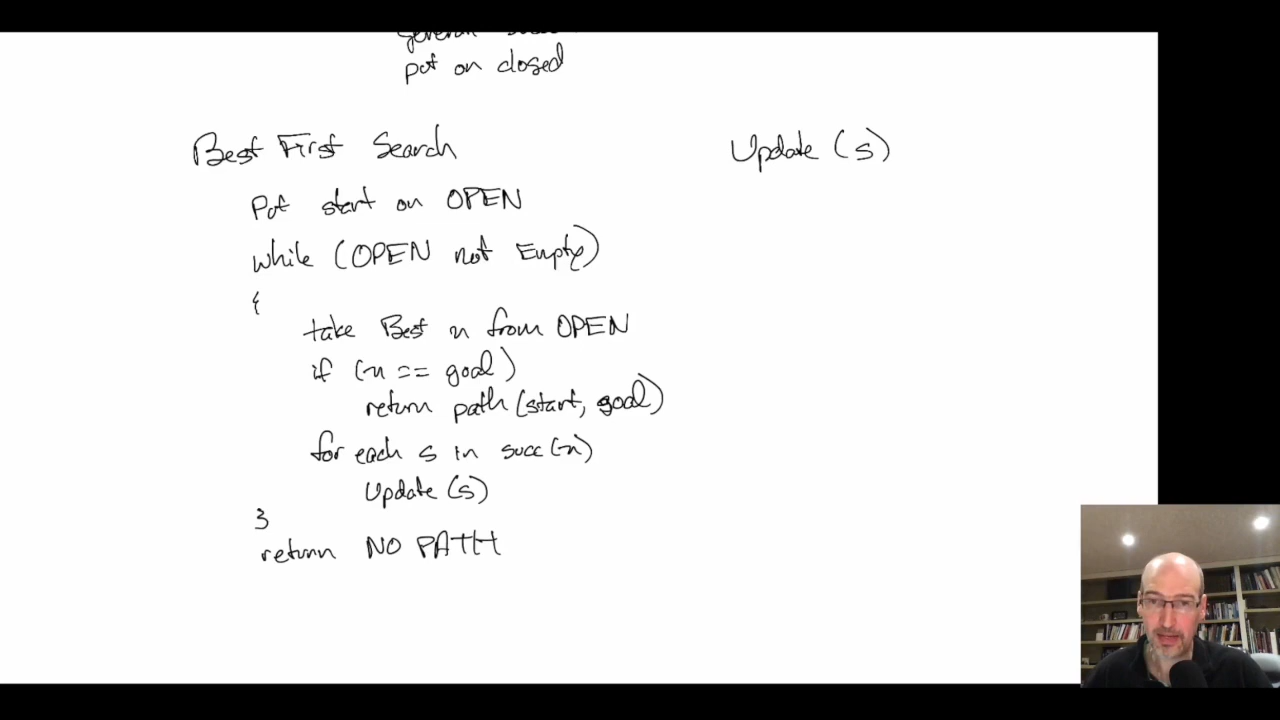 put on closed
Best First Search
Put start on OPEN
while (OPEN not Empty)
{
take Best n from OPEN
if (n == goal)
return path(start, goal)
for each s in succ(n)
Update (s)
}
return NO PATH
Update (s)